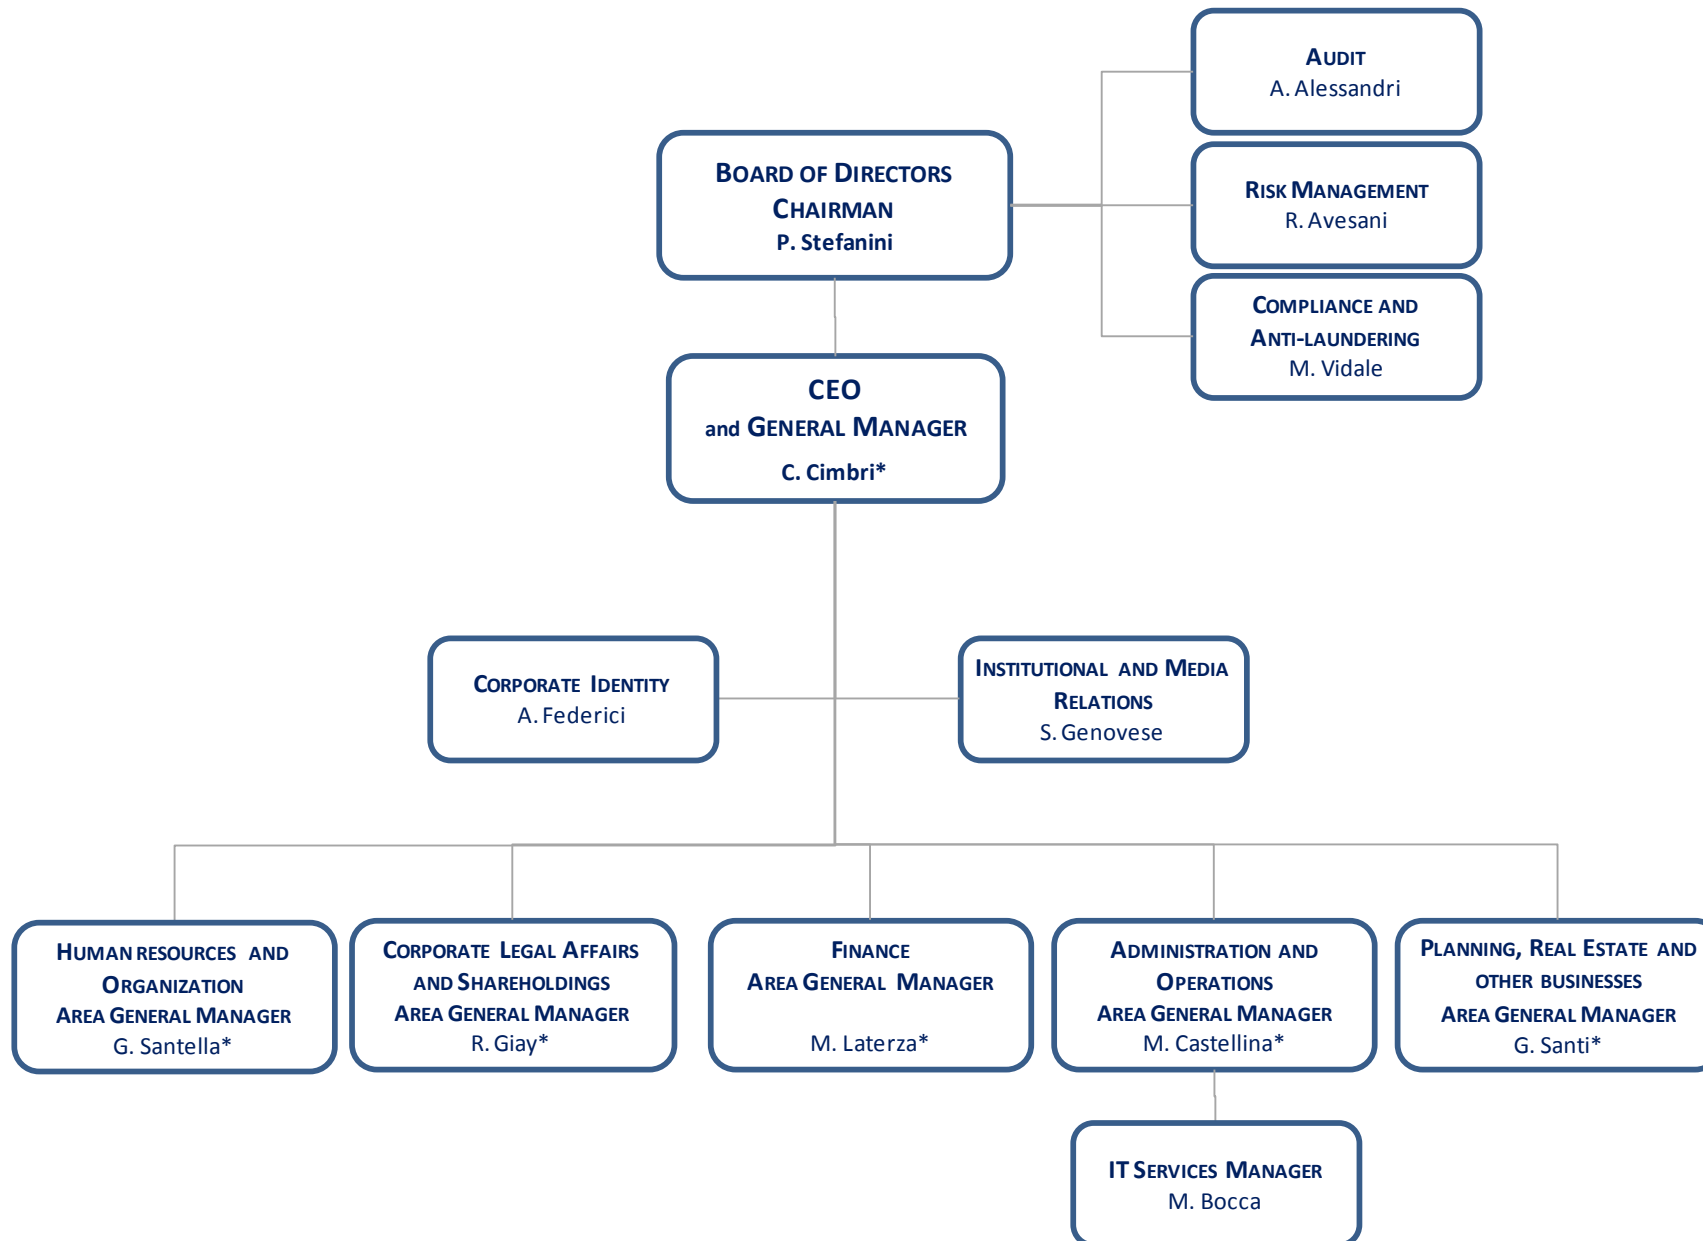 AUDIT
A. Alessandri
BOARD OF DIRECTORS
CHAIRMAN
P. Stefanini
RISK MANAGEMENT
R. Avesani
COMPLIANCE AND
ANTI-LAUNDERING
M. Vidale
CEO
and GENERAL MANAGER
C. Cimbri*
CORPORATE IDENTITY
A. Federici
INSTITUTIONAL AND MEDIA
RELATIONS
S. Genovese
HUMAN RESOURCES AND
ORGANIZATION
AREA GENERAL MANAGER
G. Santella*
CORPORATE LEGAL AFFAIRS
AND SHAREHOLDINGS
AREA GENERAL MANAGER
R. Giay*
FINANCE
AREA GENERAL MANAGER
M. Laterza*
ADMINISTRATION AND
OPERATIONS
AREA GENERAL MANAGER
M. Castellina*
PLANNING, REAL ESTATE AND
OTHER BUSINESSES
AREA GENERAL MANAGER
G. Santi*
IT SERVICES MANAGER
M. Bocca